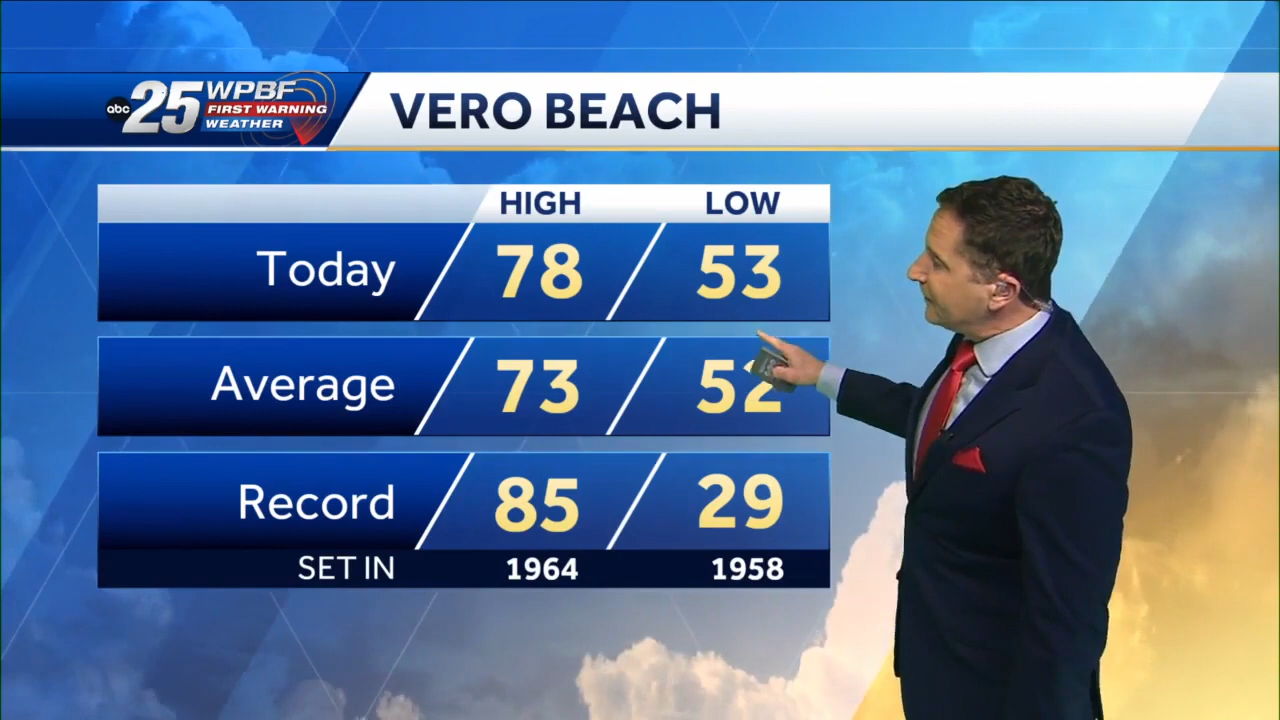 abc 25 WPBF
FIRST WARNING
WEATHER
VERO BEACH
HIGH LOW
Today 78 53
Average 73 52
Record 85 29
SET IN 1964 1958